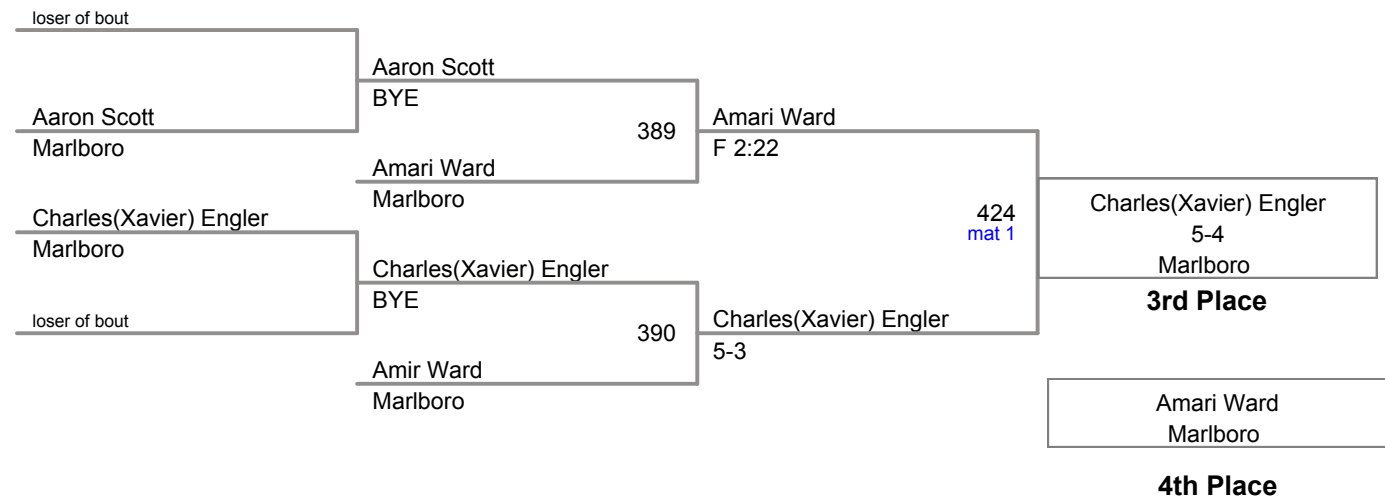 loser of bout
Aaron Scott
BYE
Aaron Scott
Marlboro
389
Amari Ward
F 2:22
Amari Ward
Marlboro
Charles(Xavier) Engler
Marlboro
424
mat 1
Charles(Xavier) Engler
5-4
Marlboro
3rd Place
Charles(Xavier) Engler
BYE
loser of bout
390
Charles(Xavier) Engler
5-3
Amir Ward
Marlboro
Amari Ward
Marlboro
4th Place